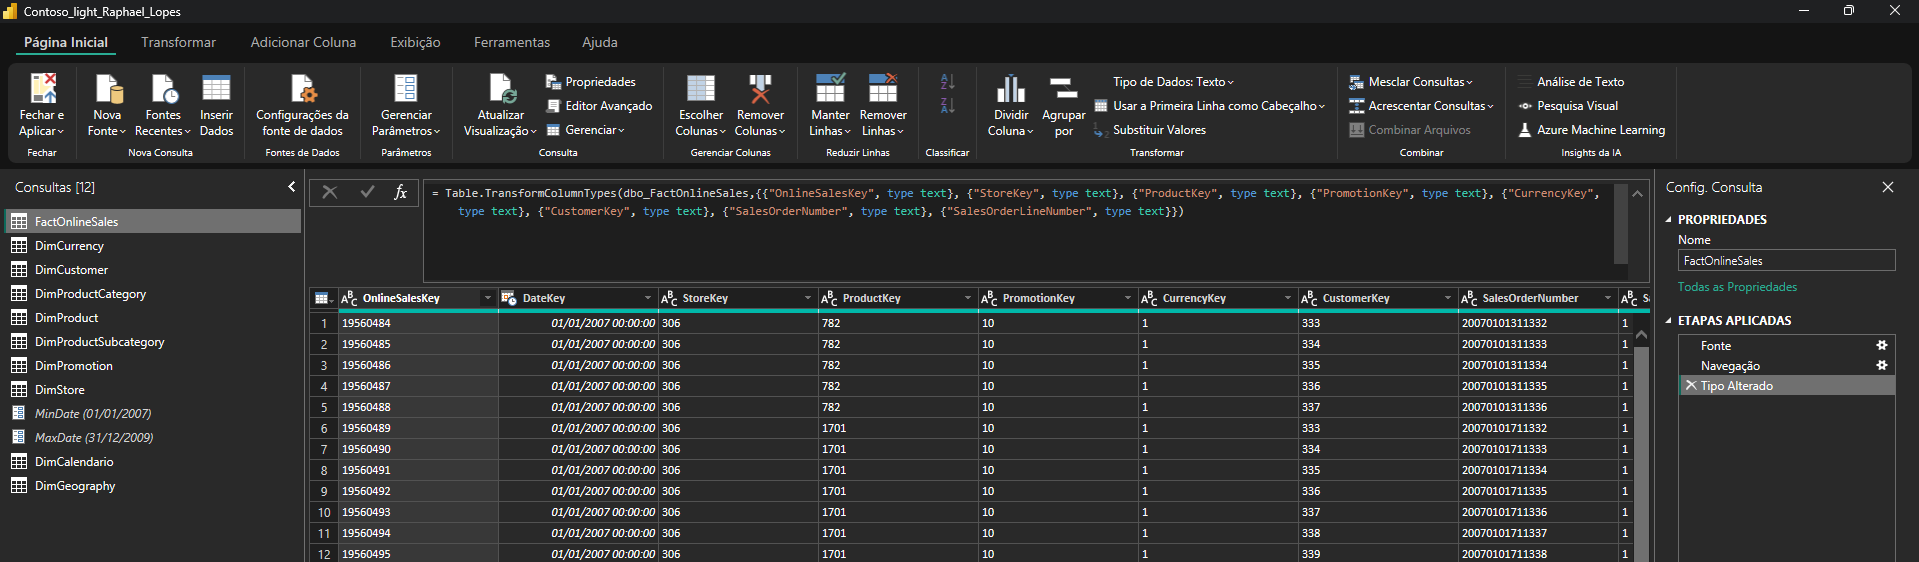 Contoso_light_Raphael_Lopes
Página Inicial Transformar Adicionar Coluna Exibição Ferramentas Ajuda
Fechar e Aplicar
Fechar
Nova Fonte
Fontes Recentes
Inserir Dados
Nova Consulta
Configurações da fonte de dados
Fontes de Dados
Gerenciar Parâmetros
Parâmetros
Atualizar Visualização
Propriedades
Editor Avançado
Gerenciar
Consulta
Escolher Colunas
Remover Colunas
Gerenciar Colunas
Manter Linhas
Remover Linhas
Reduzir Linhas
Classificar
Dividir Coluna
Agrupar por
Tipo de Dados: Texto
Usar a Primeira Linha como Cabeçalho
Substituir Valores
Transformar
Mesclar Consultas
Acrescentar Consultas
Combinar Arquivos
Combinar
Análise de Texto
Pesquisa Visual
Azure Machine Learning
Insights da IA
Consultas [12]
FactOnlineSales
DimCurrency
DimCustomer
DimProductCategory
DimProduct
DimProductSubcategory
DimPromotion
DimStore
MinDate (01/01/2007)
MaxDate (31/12/2009)
DimCalendario
DimGeography
fx
= Table.TransformColumnTypes(dbo_FactOnlineSales,{{"OnlineSalesKey", type text}, {"StoreKey", type text}, {"ProductKey", type text}, {"PromotionKey", type text}, {"CurrencyKey",
type text}, {"CustomerKey", type text}, {"SalesOrderNumber", type text}, {"SalesOrderLineNumber", type text}})
OnlineSalesKey DateKey StoreKey ProductKey PromotionKey CurrencyKey CustomerKey SalesOrderNumber
1 19560484 01/01/2007 00:00:00 306 782 10 1 333 20070101311332 1
2 19560485 01/01/2007 00:00:00 306 782 10 1 334 20070101311333 1
3 19560486 01/01/2007 00:00:00 306 782 10 1 335 20070101311334 1
4 19560487 01/01/2007 00:00:00 306 782 10 1 336 20070101311335 1
5 19560488 01/01/2007 00:00:00 306 782 10 1 337 20070101311336 1
6 19560489 01/01/2007 00:00:00 306 1701 10 1 333 20070101711332 1
7 19560490 01/01/2007 00:00:00 306 1701 10 1 334 20070101711333 1
8 19560491 01/01/2007 00:00:00 306 1701 10 1 335 20070101711334 1
9 19560492 01/01/2007 00:00:00 306 1701 10 1 336 20070101711335 1
10 19560493 01/01/2007 00:00:00 306 1701 10 1 337 20070101711336 1
11 19560494 01/01/2007 00:00:00 306 1701 10 1 338 20070101711337 1
12 19560495 01/01/2007 00:00:00 306 1701 10 1 339 20070101711338 1
Config. Consulta
PROPRIEDADES
Nome
FactOnlineSales
Todas as Propriedades
ETAPAS APLICADAS
Fonte
Navegação
Tipo Alterado